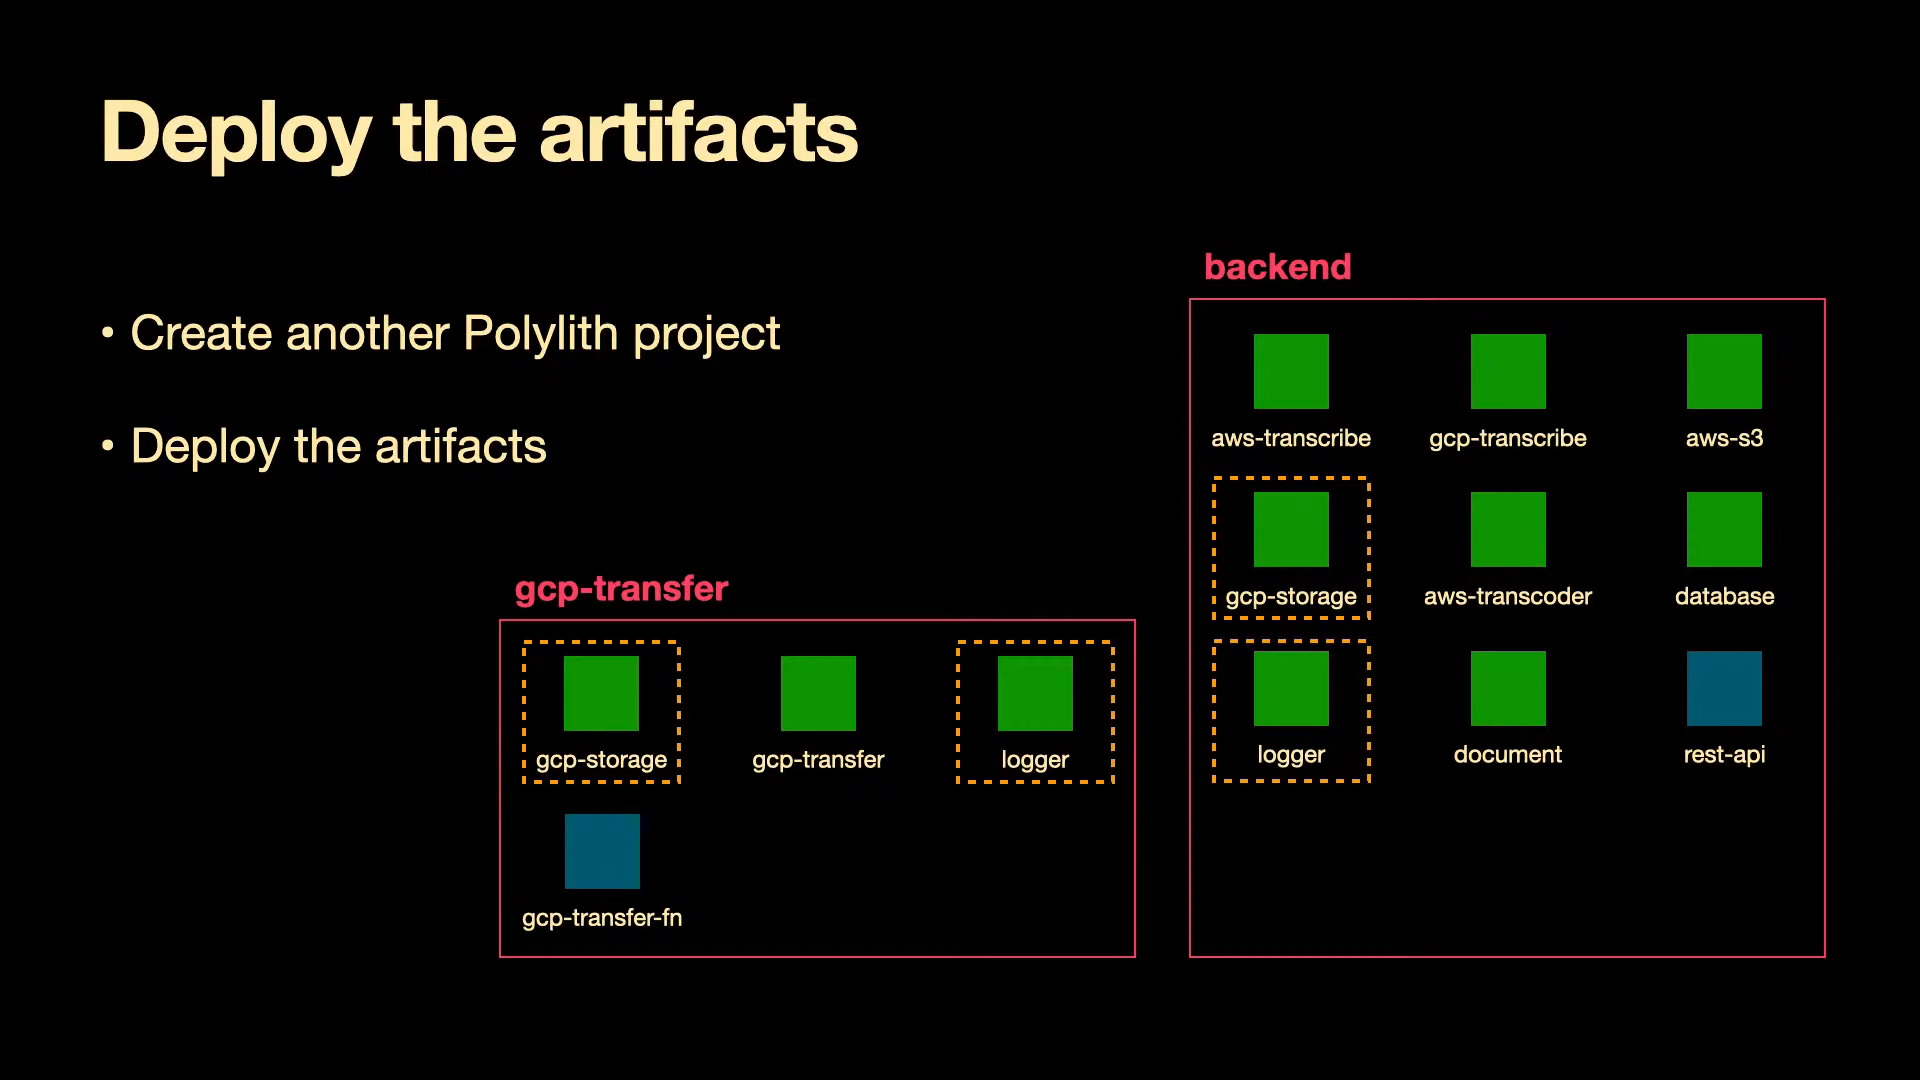 Deploy the artifacts
• Create another Polylith project
• Deploy the artifacts
gcp-transfer
gcp-storage
gcp-transfer
logger
gcp-transfer-fn
backend
aws-transcribe
gcp-transcribe
aws-s3
gcp-storage
aws-transcoder
database
logger
document
rest-api